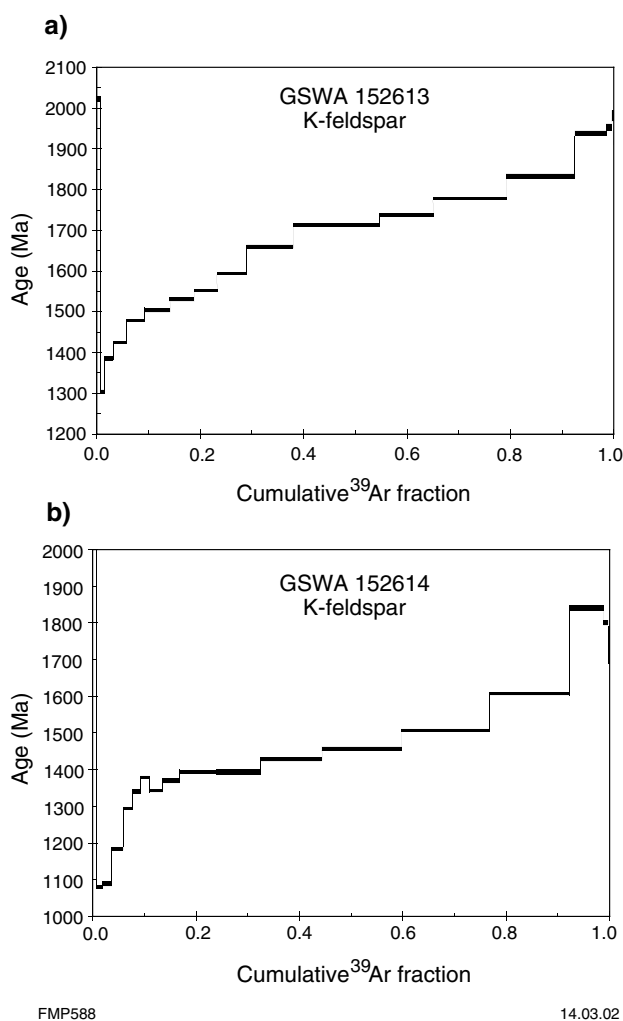 a)
GSWA 152613
K-feldspar
Age (Ma)
2100
2000
1900
1800
1700
1600
1500
1400
1300
1200
0.0 0.2 0.4 0.6 0.8 1.0
Cumulative 39Ar fraction
b)
GSWA 152614
K-feldspar
Age (Ma)
2000
1900
1800
1700
1600
1500
1400
1300
1200
1100
1000
0.0 0.2 0.4 0.6 0.8 1.0
Cumulative 39Ar fraction
FMP588 14.03.02